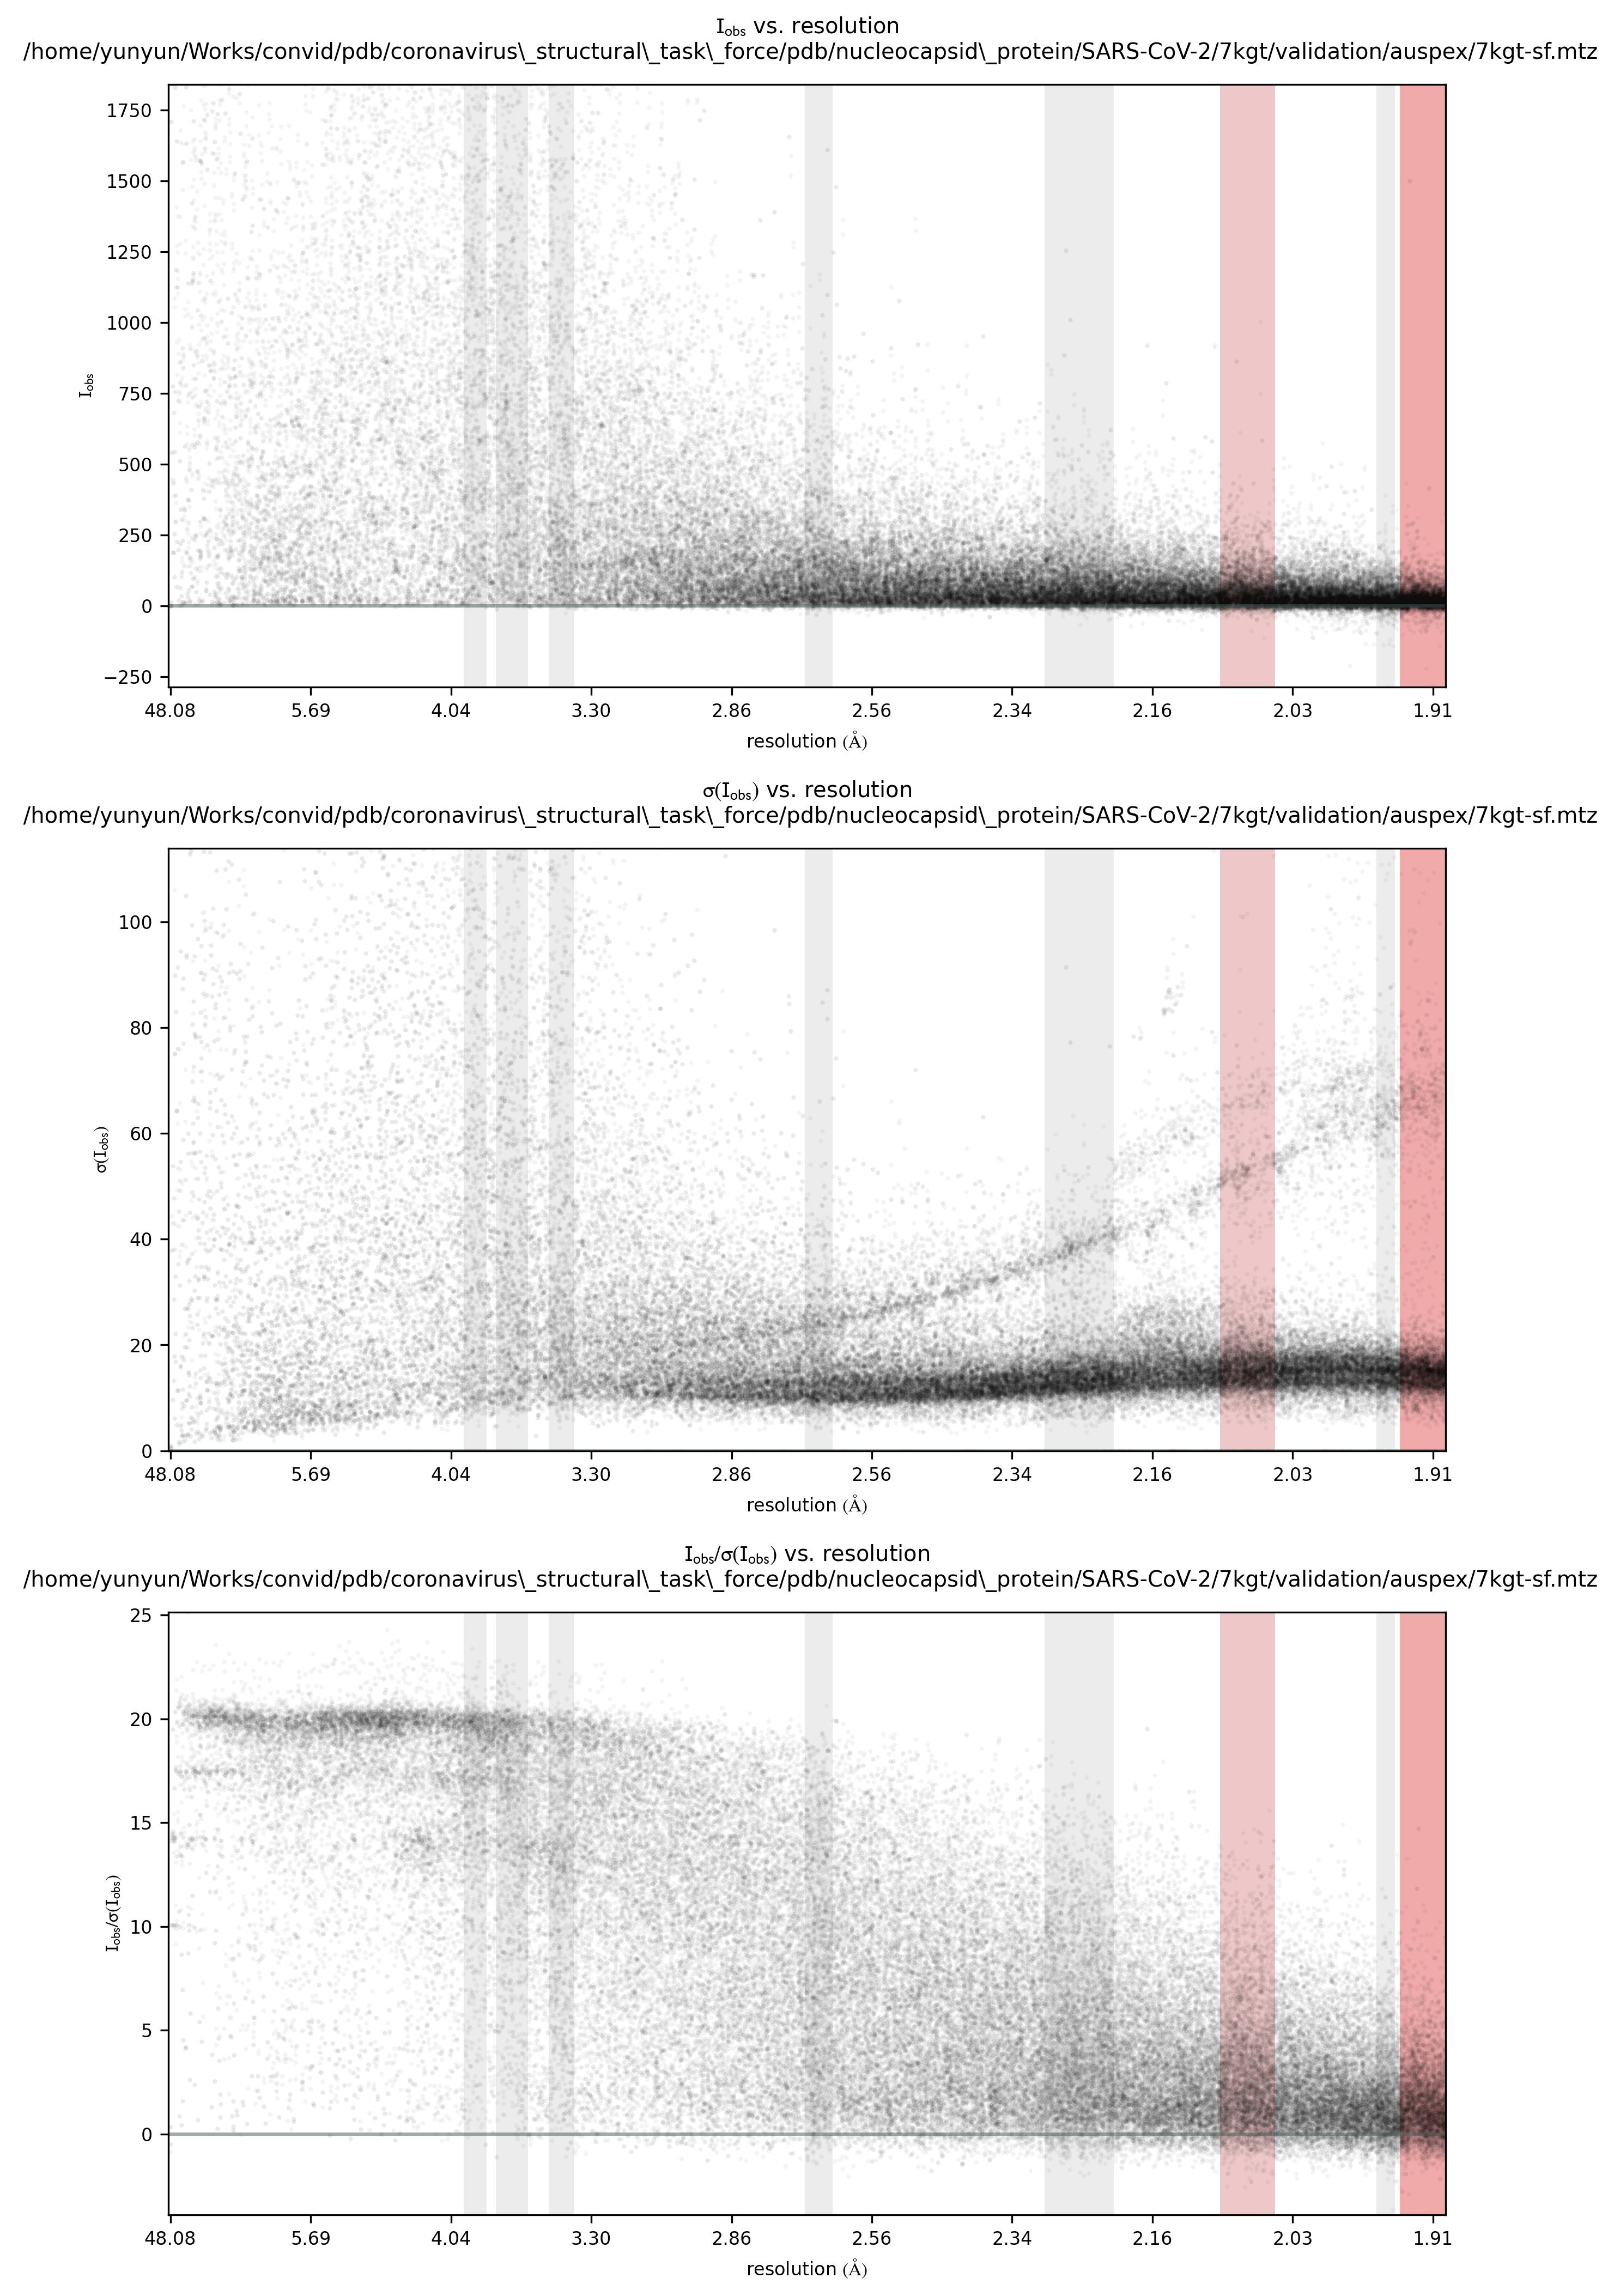 Iobs vs. resolution
/home/yunyun/Works/convid/pdb/coronavirus\_structural\_task\_force/pdb/nucleocapsid\_protein/SARS-CoV-2/7kgt/validation/auspex/7kgt-sf.mtz
1750
1500
1250
1000
750
500
250
0
−250
Iobs
48.08 5.69 4.04 3.30 2.86 2.56 2.34 2.16 2.03 1.91
resolution (Å)
σ(Iobs) vs. resolution
/home/yunyun/Works/convid/pdb/coronavirus\_structural\_task\_force/pdb/nucleocapsid\_protein/SARS-CoV-2/7kgt/validation/auspex/7kgt-sf.mtz
100
80
60
40
20
0
σ(Iobs)
48.08 5.69 4.04 3.30 2.86 2.56 2.34 2.16 2.03 1.91
resolution (Å)
Iobs/σ(Iobs) vs. resolution
/home/yunyun/Works/convid/pdb/coronavirus\_structural\_task\_force/pdb/nucleocapsid\_protein/SARS-CoV-2/7kgt/validation/auspex/7kgt-sf.mtz
25
20
15
10
5
0
Iobs/σ(Iobs)
48.08 5.69 4.04 3.30 2.86 2.56 2.34 2.16 2.03 1.91
resolution (Å)